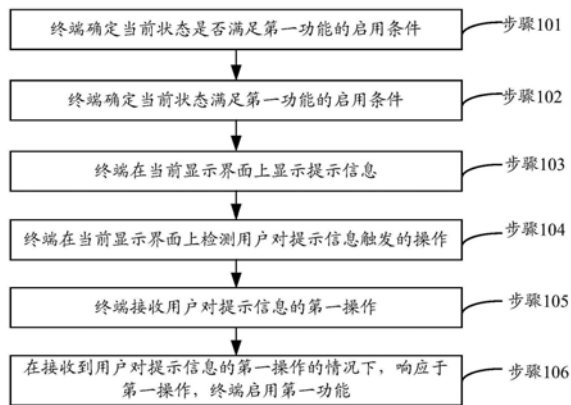 终端确定当前状态是否满足第一功能的启用条件
步骤101
终端确定当前状态满足第一功能的启用条件
步骤102
终端在当前显示界面上显示提示信息
步骤103
终端在当前显示界面上检测用户对提示信息触发的操作
步骤104
终端接收用户对提示信息的第一操作
步骤105
在接收到用户对提示信息的第一操作的情况下，响应于
第一操作，终端启用第一功能
步骤106